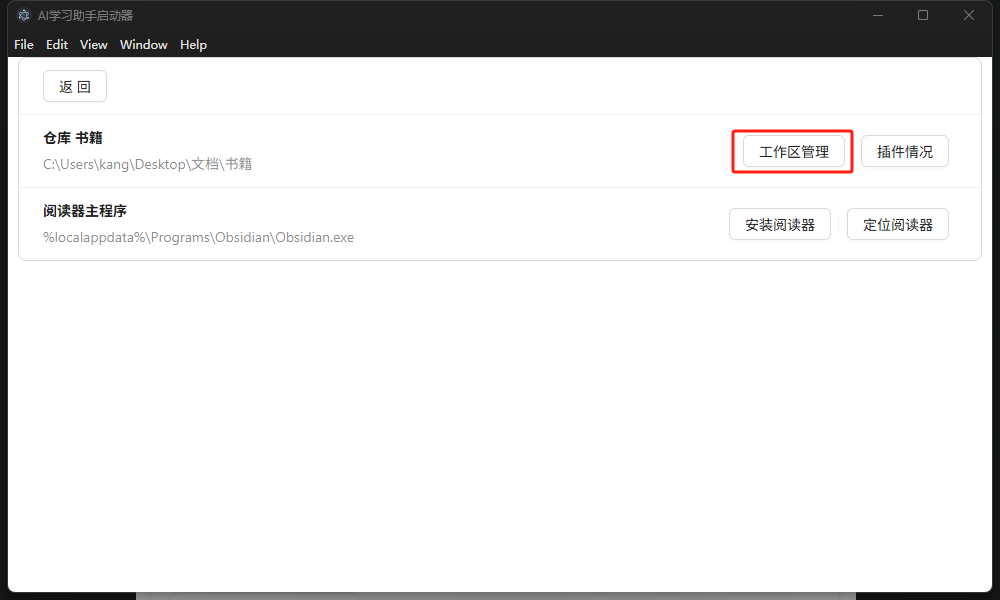 AI学习助手启动器
File Edit View Window Help
返 回
仓库 书籍
C:\Users\kang\Desktop\文档\书籍
工作区管理 插件情况
阅读器主程序
%localappdata%\Programs\Obsidian\Obsidian.exe
安装阅读器 定位阅读器